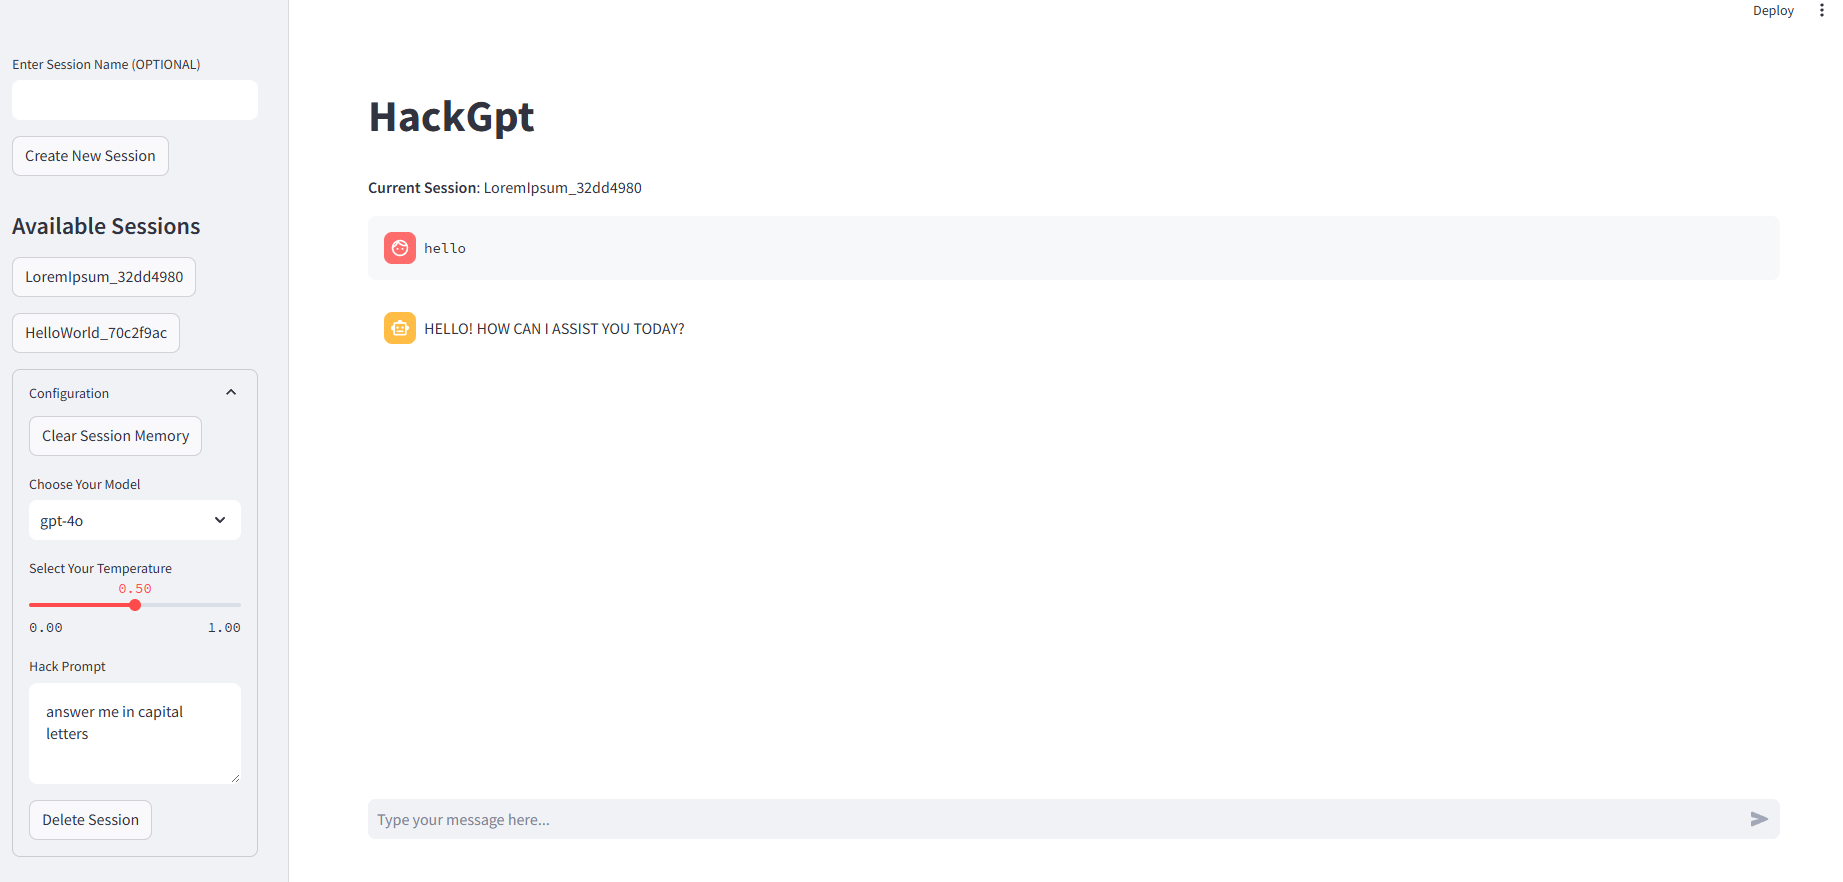 Deploy
Enter Session Name (OPTIONAL)
Create New Session
Available Sessions
LoremIpsum_32dd4980
HelloWorld_70c2f9ac
Configuration
Clear Session Memory
Choose Your Model
gpt-4o
Select Your Temperature
0.50
0.00 1.00
Hack Prompt
answer me in capital
letters
Delete Session
HackGpt
Current Session: LoremIpsum_32dd4980
hello
HELLO! HOW CAN I ASSIST YOU TODAY?
Type your message here...